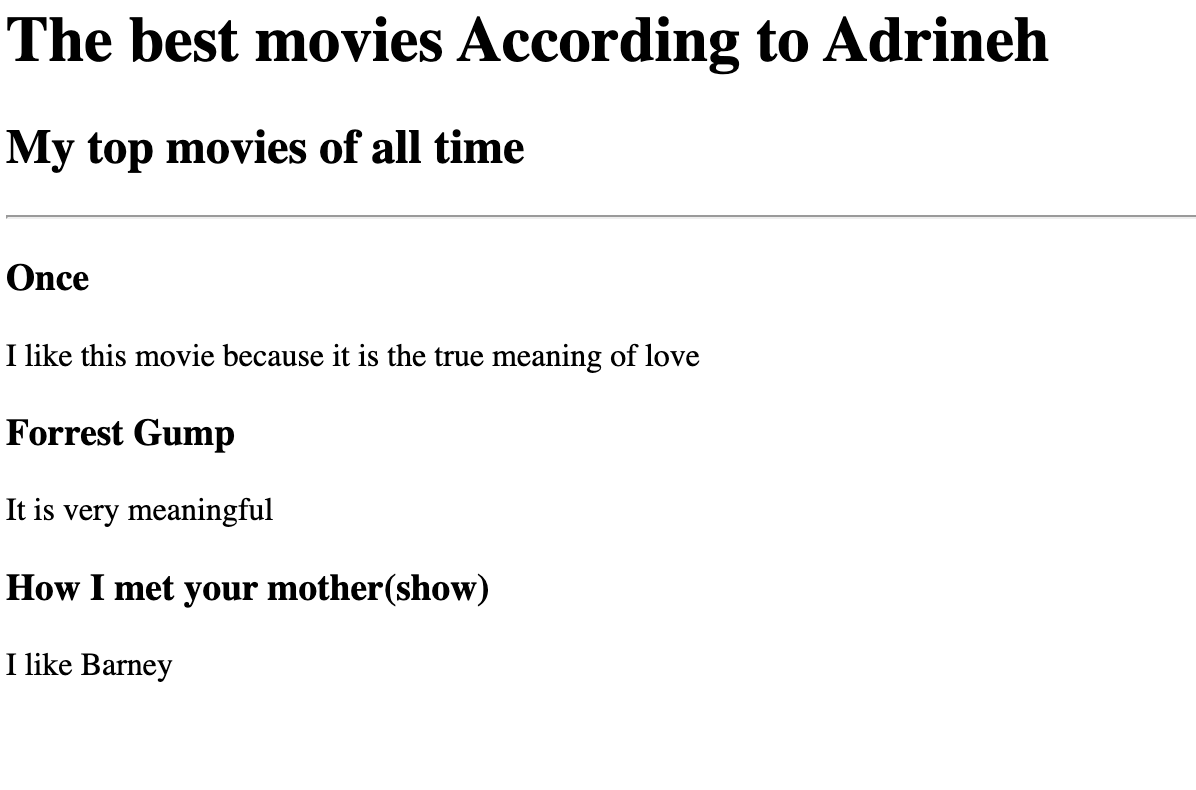 The best movies According to Adrineh
My top movies of all time
Once
I like this movie because it is the true meaning of love
Forrest Gump
It is very meaningful
How I met your mother(show)
I like Barney